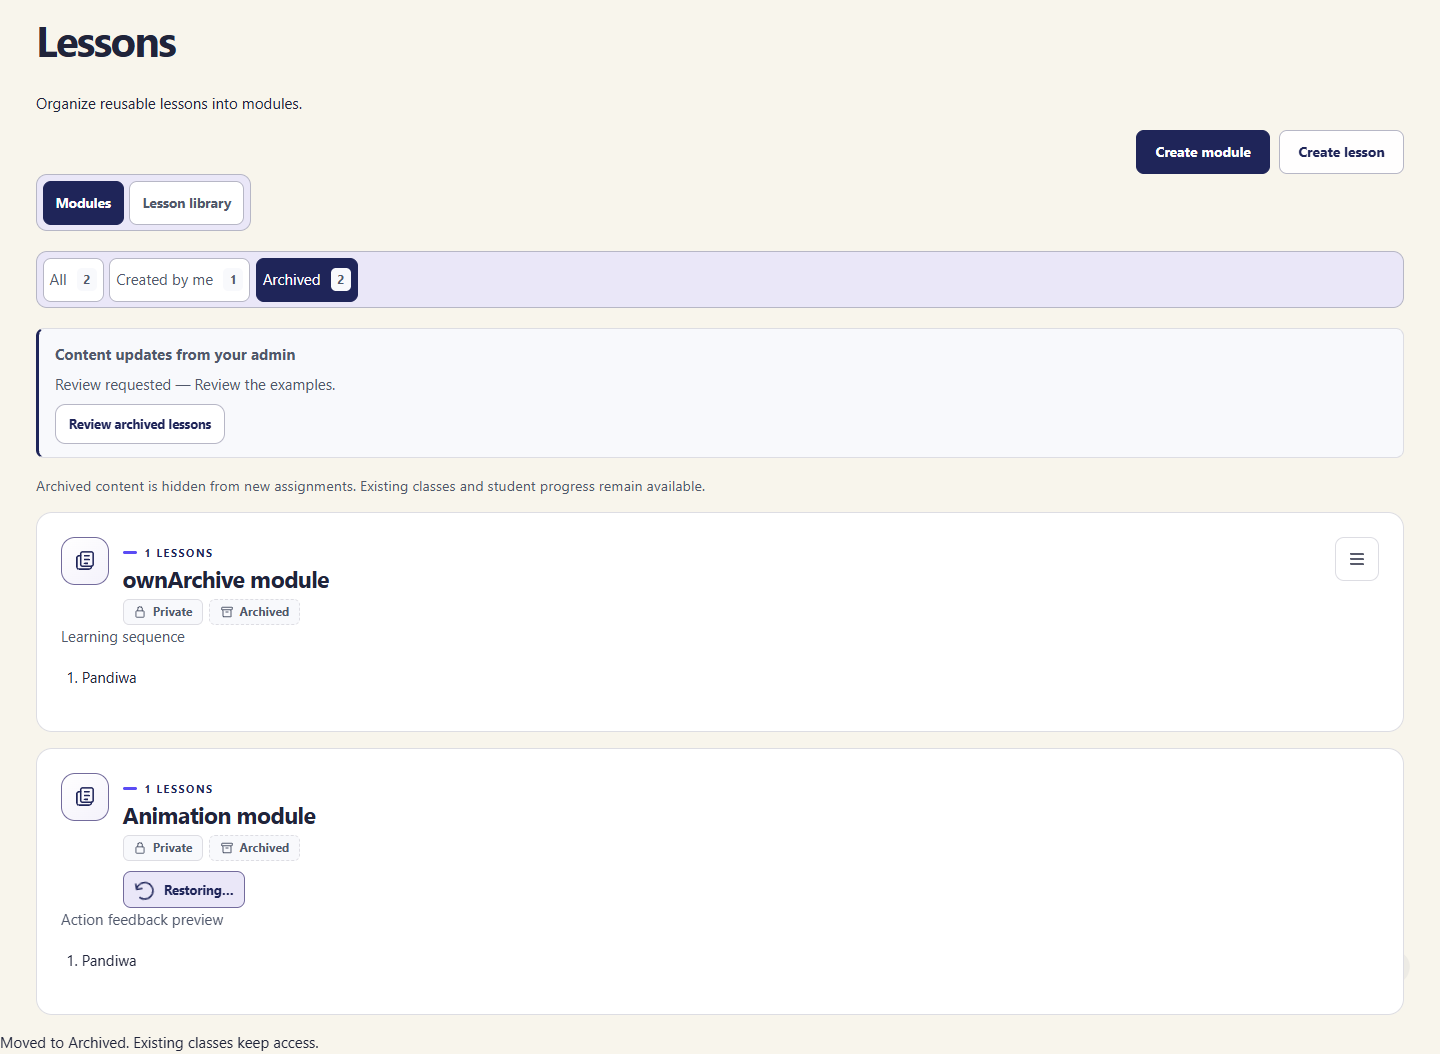 Lessons
Organize reusable lessons into modules.
Create module
Create lesson
Modules
Lesson library
All 2
Created by me 1
Archived 2
Content updates from your admin
Review requested — Review the examples.
Review archived lessons
Archived content is hidden from new assignments. Existing classes and student progress remain available.
1 LESSONS
ownArchive module
Private
Archived
Learning sequence
1. Pandiwa
1 LESSONS
Animation module
Private
Archived
Restoring...
Action feedback preview
1. Pandiwa
Moved to Archived. Existing classes keep access.